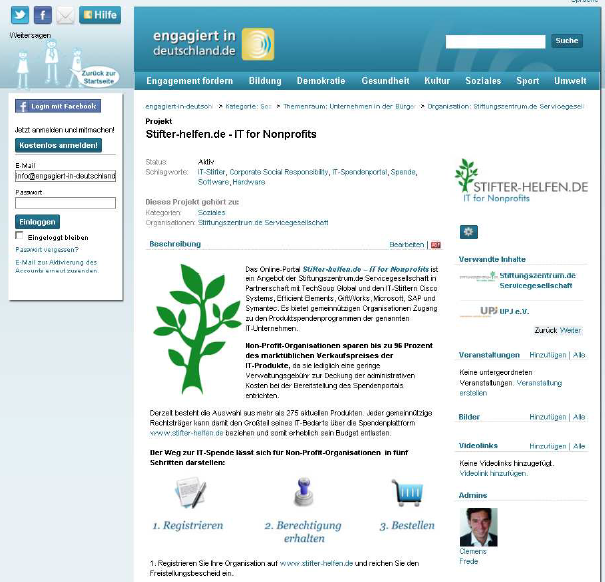 Hilfe
Weitersagen
Zurück zur
Startseite
engagiert in
deutschland.de
Suche
Engagement fördern
Bildung
Demokratie
Gesundheit
Kultur
Soziales
Sport
Umwelt
Login mit Facebook
Jetzt anmelden und mitmachen!
Kostenlos anmelden!
E-Mail
info@engagiert-in-deutschland
Passwort
Einloggen
Eingeloggt bleiben
Passwort vergessen?
E-Mail zur Aktivierung des
Accounts erneut zusenden.
engagiert-in-deutschl > Kategorie: So > Themenraum: Unternehmen in der Bürger > Organisation: Stiftungszentrum.de Servicegesell
Projekt
Stifter-helfen.de - IT for Nonprofits
Status: Aktiv
Schlagworte: IT-Stifter, Corporate Social Responsibility, IT-Spendenportal, Spende,
Software, Hardware
Dieses Projekt gehört zu:
Kategorien: Soziales
Organisationen: Stiftungszentrum.de Servicegesellschaft
Beschreibung
Bearbeiten |
Das Online-Portal Stifter-helfen.de – IT for Nonprofits ist
ein Angebot der Stiftungszentrum.de Servicegesellschaft in
Partnerschaft mit TechSoup Global und den IT-Stiftern Cisco
Systems, Efficient Elements, GiftWorks, Microsoft, SAP und
Symantec. Es bietet gemeinnützigen Organisationen Zugang
zu den Produktspendenprogrammen der genannten
IT-Unternehmen.
Non-Profit-Organisationen sparen bis zu 96 Prozent
des marktüblichen Verkaufspreises der
IT-Produkte, da sie lediglich eine geringe
Verwaltungsgebühr zur Deckung der administrativen
Kosten bei der Bereitstellung des Spendenportals
entrichten.
Derzeit besteht die Auswahl aus mehr als 275 aktuellen Produkten. Jeder gemeinnützige
Rechtsträger kann damit den Großteil seines IT-Bedarfs über die Spendenplattform
www.stifter-helfen.de beziehen und somit erheblich sein Budget entlasten.
Der Weg zur IT-Spende lässt sich für Non-Profit-Organisationen in fünf
Schritten darstellen:
1. Registrieren
2. Berechtigung
erhalten
3. Bestellen
1. Registrieren Sie Ihre Organisation auf www.stifter-helfen.de und reichen Sie den
Freistellungsbescheid ein.
STIFTER-HELFEN.DE
IT for Nonprofits
Verwandte Inhalte
Stiftungszentrum.de
Servicegesellschaft
UPJ
UPJ e.V.
Zurück Weiter
Veranstaltungen Hinzufügen | Alle
Keine untergeordneten
Veranstaltungen. Veranstaltung
erstellen
Bilder Hinzufügen | Alle
Videolinks Hinzufügen | Alle
Keine Videolinks hinzugefügt.
Videolink hinzufügen.
Admins
Clemens
Frede